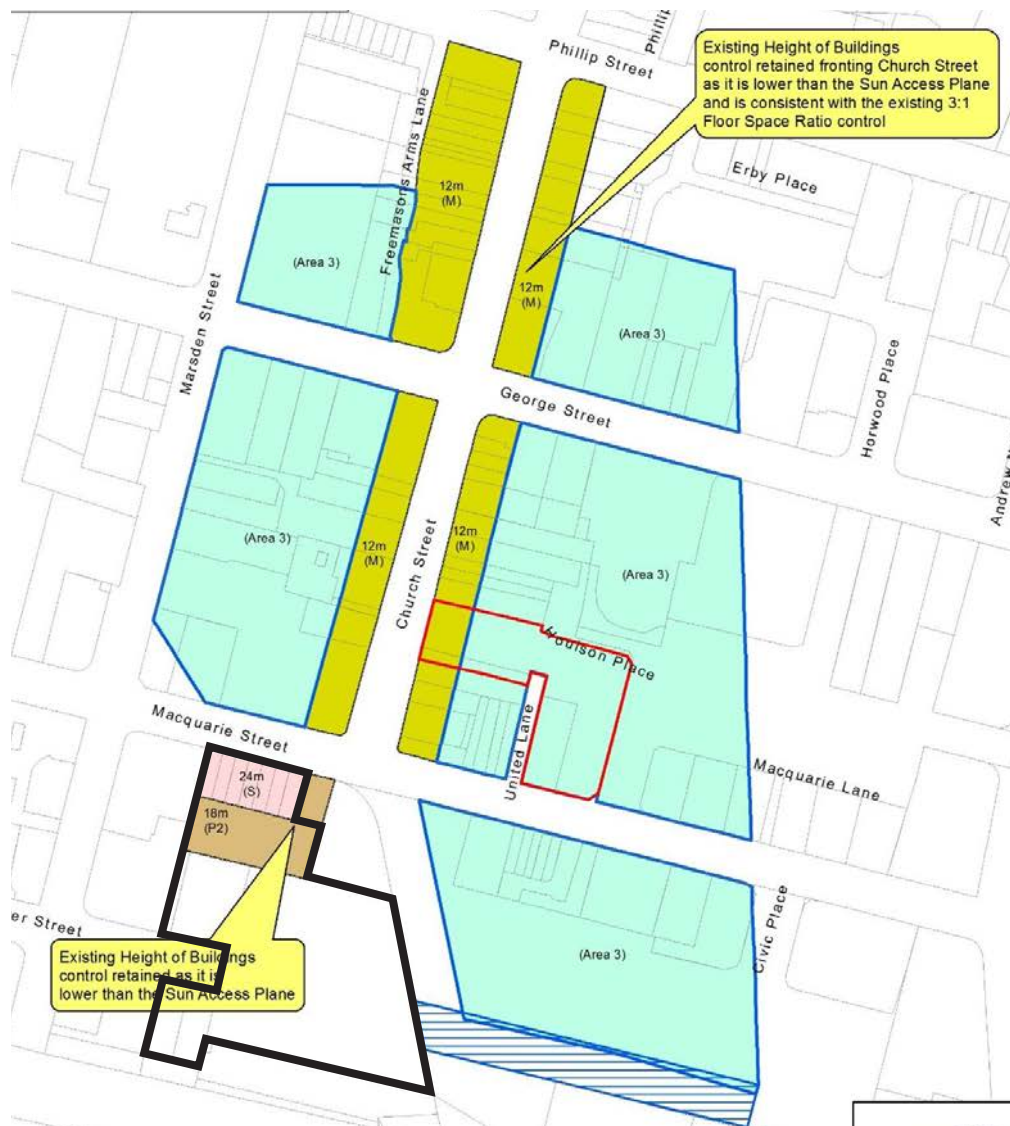 Phillip Street
Existing Height of Buildings
control retained fronting Church Street
as it is lower than the Sun Access Plane
and is consistent with the existing 3:1
Floor Space Ratio control
Freemasons Arms Lane
Erby Place
12m
(M)
(Area 3)
12m
(M)
(Area 3)
Marsden Street
Horwood Place
George Street
Church Street
12m
(M)
(Area 3)
12m
(M)
(Area 3)
Houison Place
United Lane
Macquarie Street
Macquarie Lane
24m
(S)
18m
(P2)
er Street
Civic Place
Existing Height of Buildings
control retained as it is
lower than the Sun Access Plane
(Area 3)